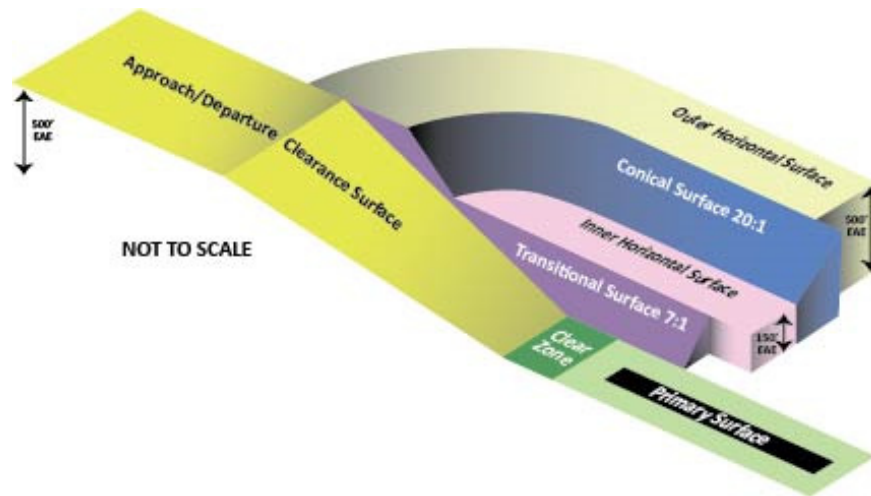 Approach/Departure
Clearance Surface
500'
EAE
Outer Horizontal Surface
Conical Surface 20:1
500'
EAE
Inner Horizontal Surface
Transitional Surface 7:1
150'
EAE
NOT TO SCALE
Clear
Zone
Primary Surface